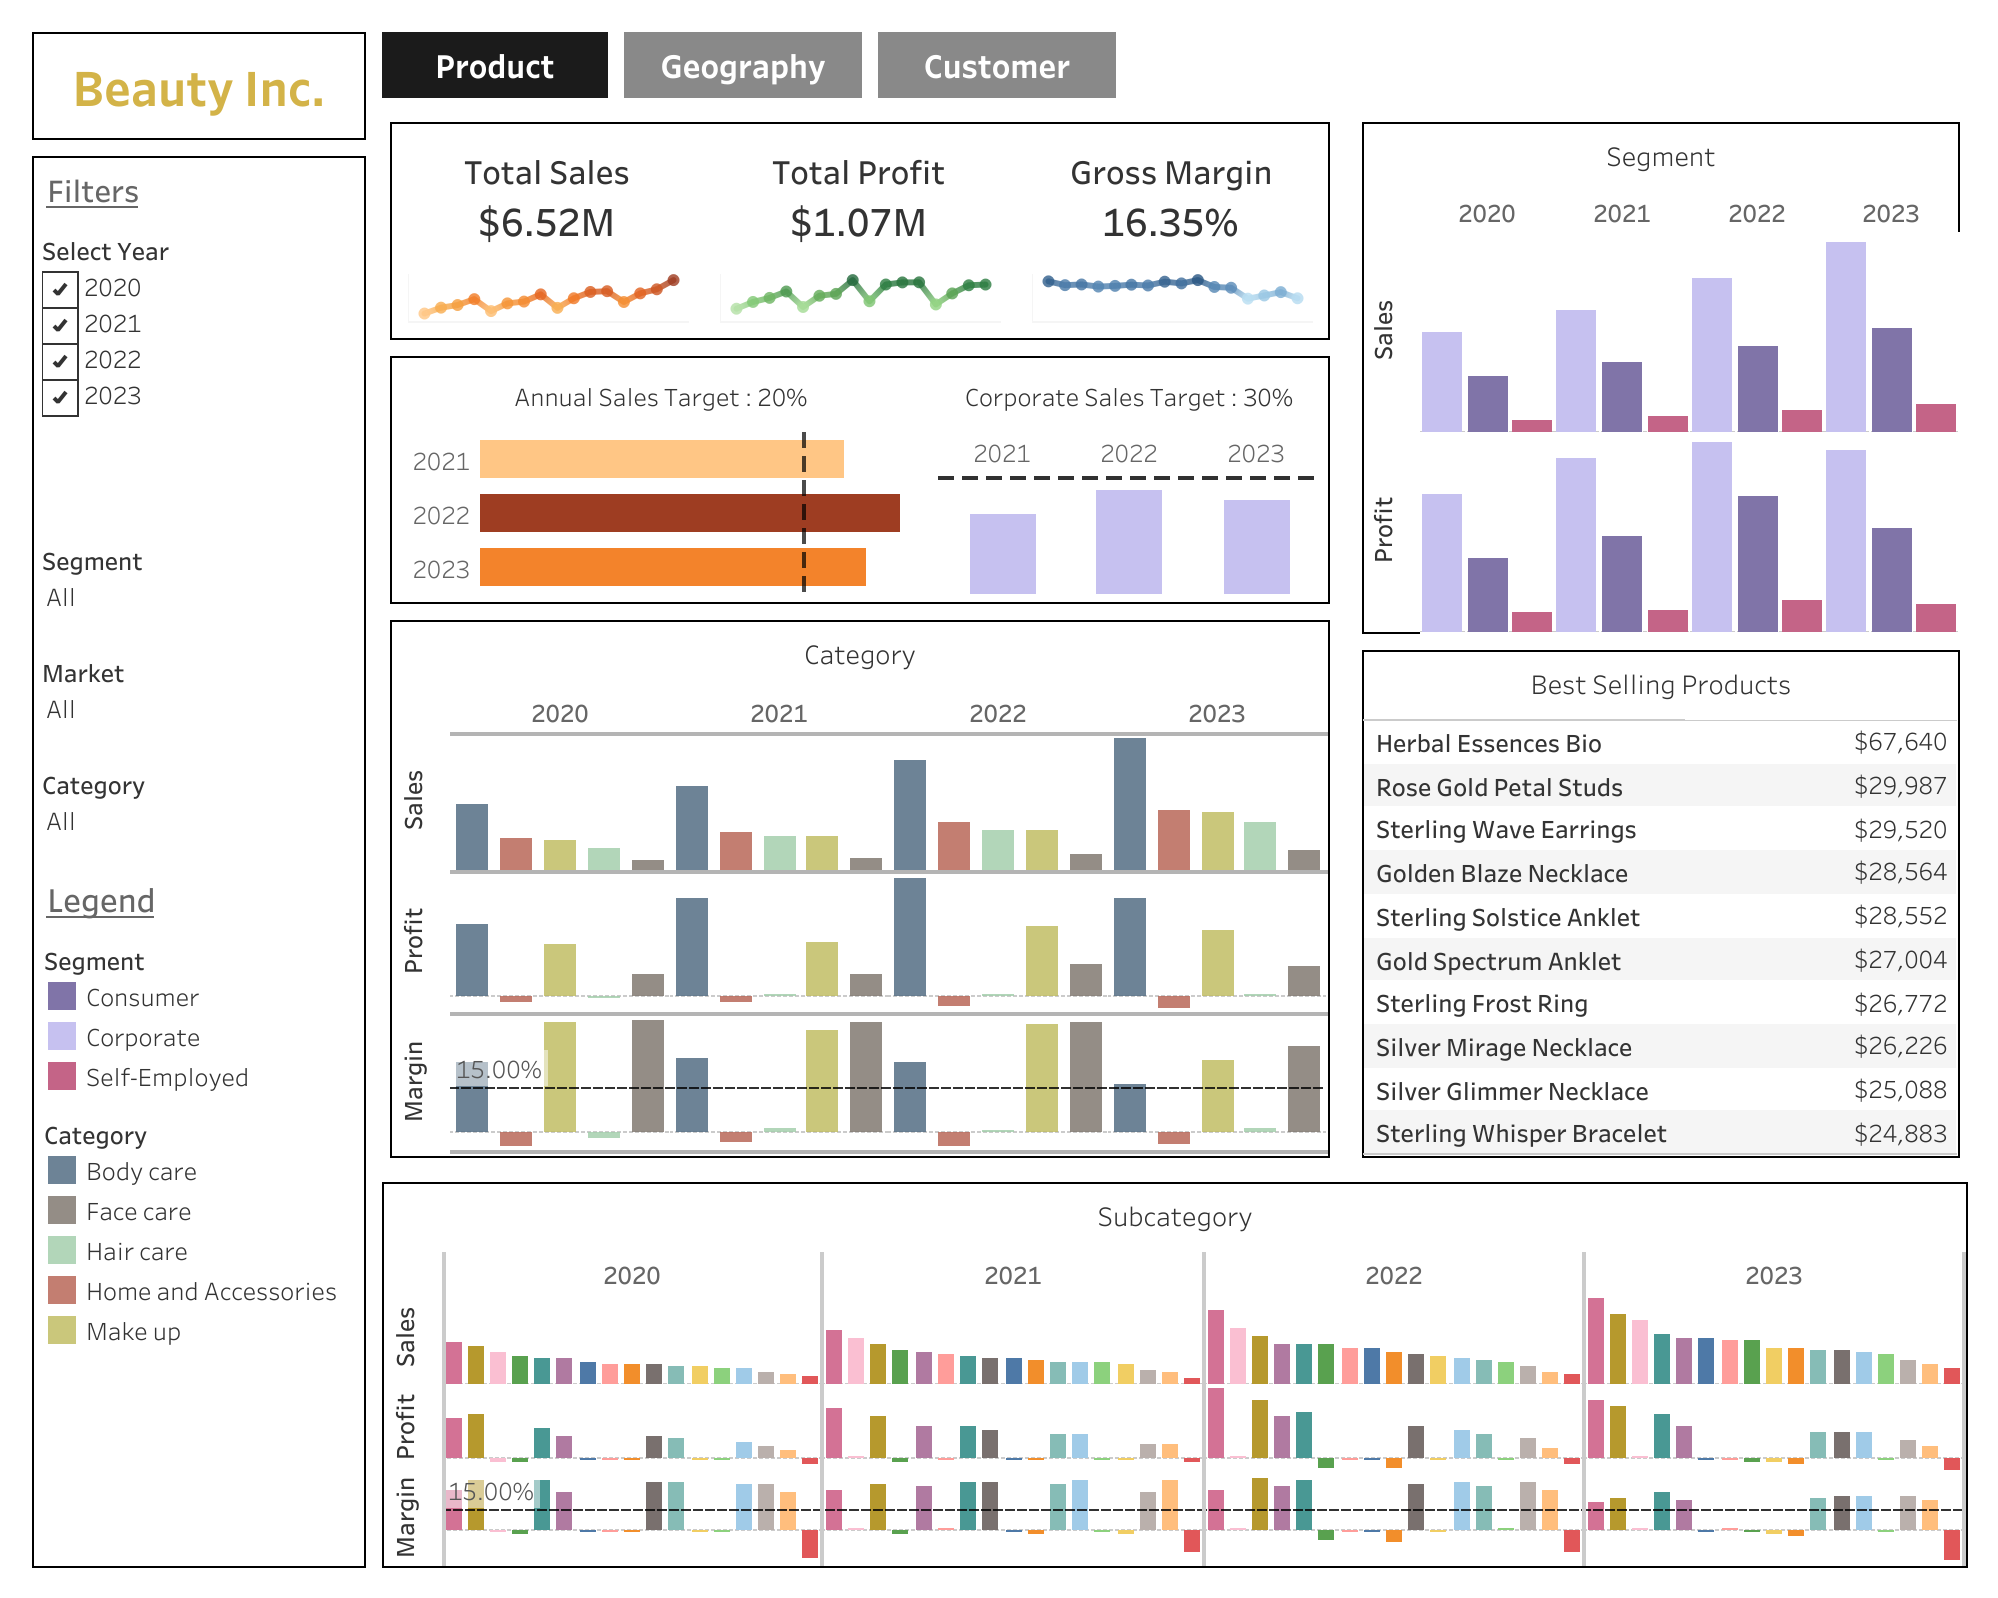 Beauty Inc.
Product
Geography
Customer
Filters
Select Year
2020
2021
2022
2023
Segment
All
Market
All
Category
All
Legend
Segment
Consumer
Corporate
Self-Employed
Category
Body care
Face care
Hair care
Home and Accessories
Make up
Total Sales
$6.52M
Total Profit
$1.07M
Gross Margin
16.35%
Annual Sales Target : 20%
2021
2022
2023
Corporate Sales Target : 30%
2021 2022 2023
Category
2020 2021 2022 2023
Sales
Profit
Margin
15.00%
Segment
2020 2021 2022 2023
Sales
Profit
Best Selling Products
Herbal Essences Bio $67,640
Rose Gold Petal Studs $29,987
Sterling Wave Earrings $29,520
Golden Blaze Necklace $28,564
Sterling Solstice Anklet $28,552
Gold Spectrum Anklet $27,004
Sterling Frost Ring $26,772
Silver Mirage Necklace $26,226
Silver Glimmer Necklace $25,088
Sterling Whisper Bracelet $24,883
Subcategory
2020 2021 2022 2023
Sales
Profit
Margin
15.00%